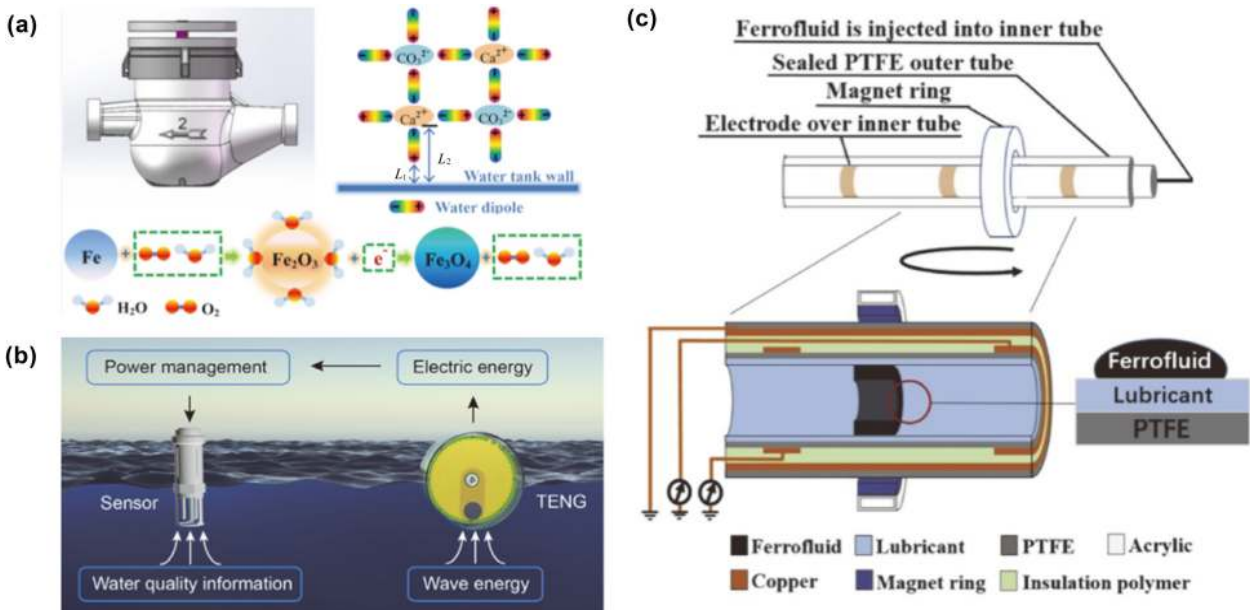 (a)
2
CO₃²⁻
Ca²⁺
Ca²⁺
CO₃²⁻
L₂
L₁
Water tank wall
Water dipole
Fe + + Fe₂O₃ + e⁻ Fe₃O₄ +
H₂O O₂
(b)
Power management
Electric energy
Sensor
TENG
Water quality information
Wave energy
(c)
Ferrofluid is injected into inner tube
Sealed PTFE outer tube
Magnet ring
Electrode over inner tube
Ferrofluid
Lubricant
PTFE
Ferrofluid Lubricant PTFE Acrylic
Copper Magnet ring Insulation polymer